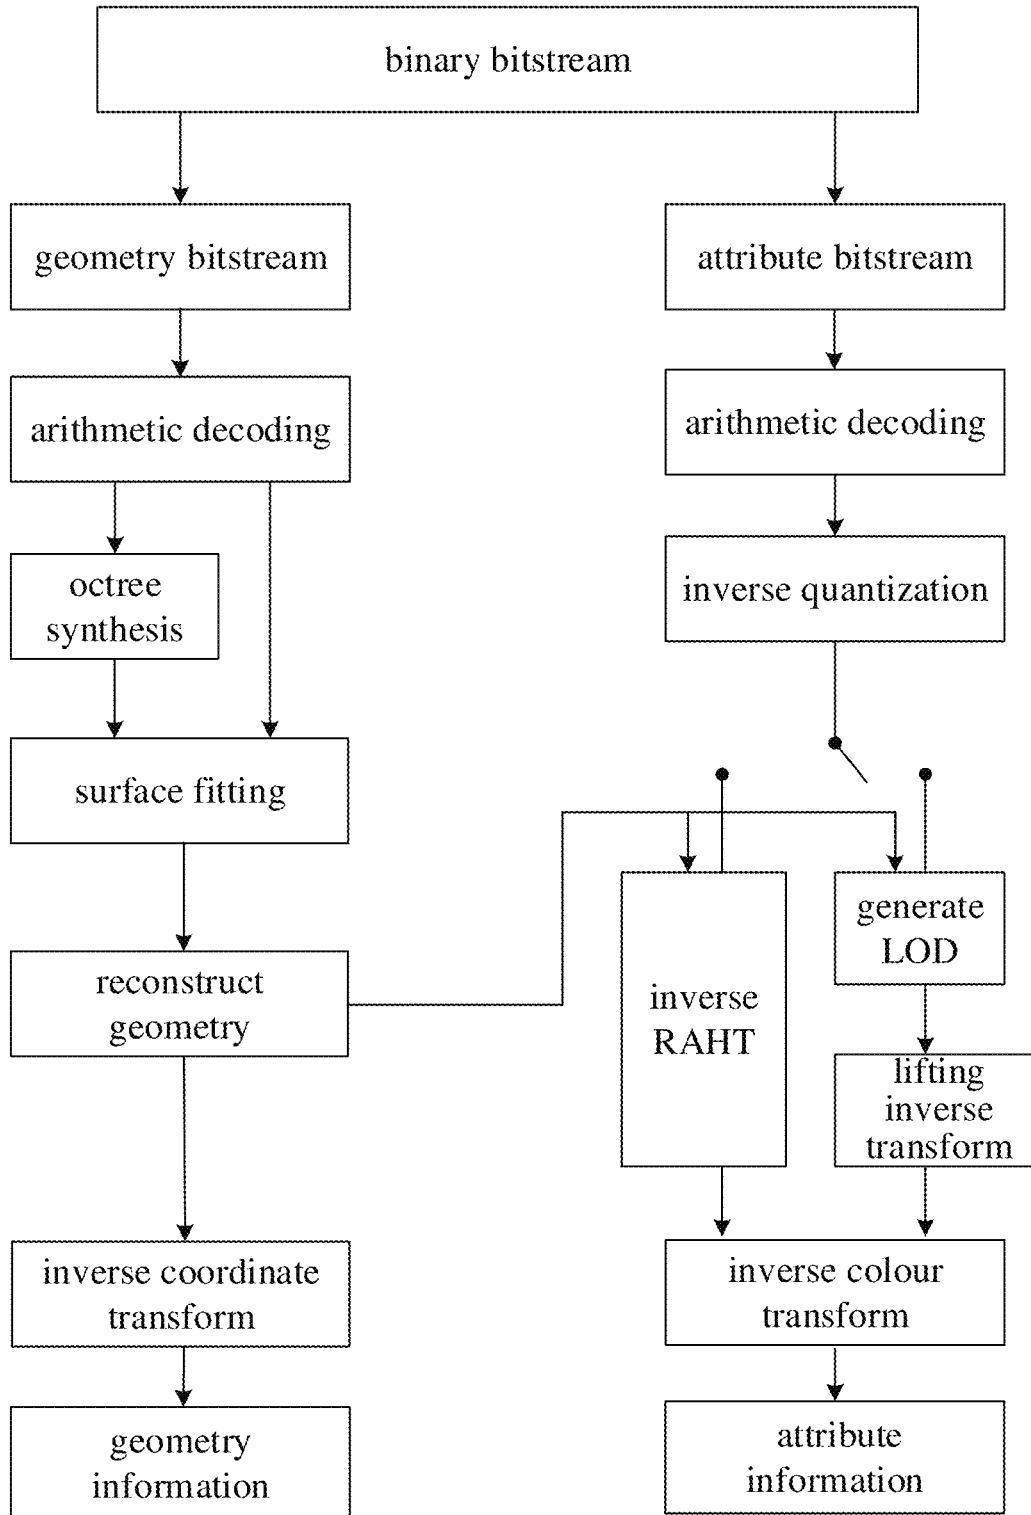 binary bitstream
geometry bitstream
attribute bitstream
arithmetic decoding
arithmetic decoding
octree
synthesis
inverse quantization
surface fitting
generate
LOD
reconstruct
geometry
inverse
RAHT
lifting
inverse
transform
inverse coordinate
transform
inverse colour
transform
geometry
information
attribute
information